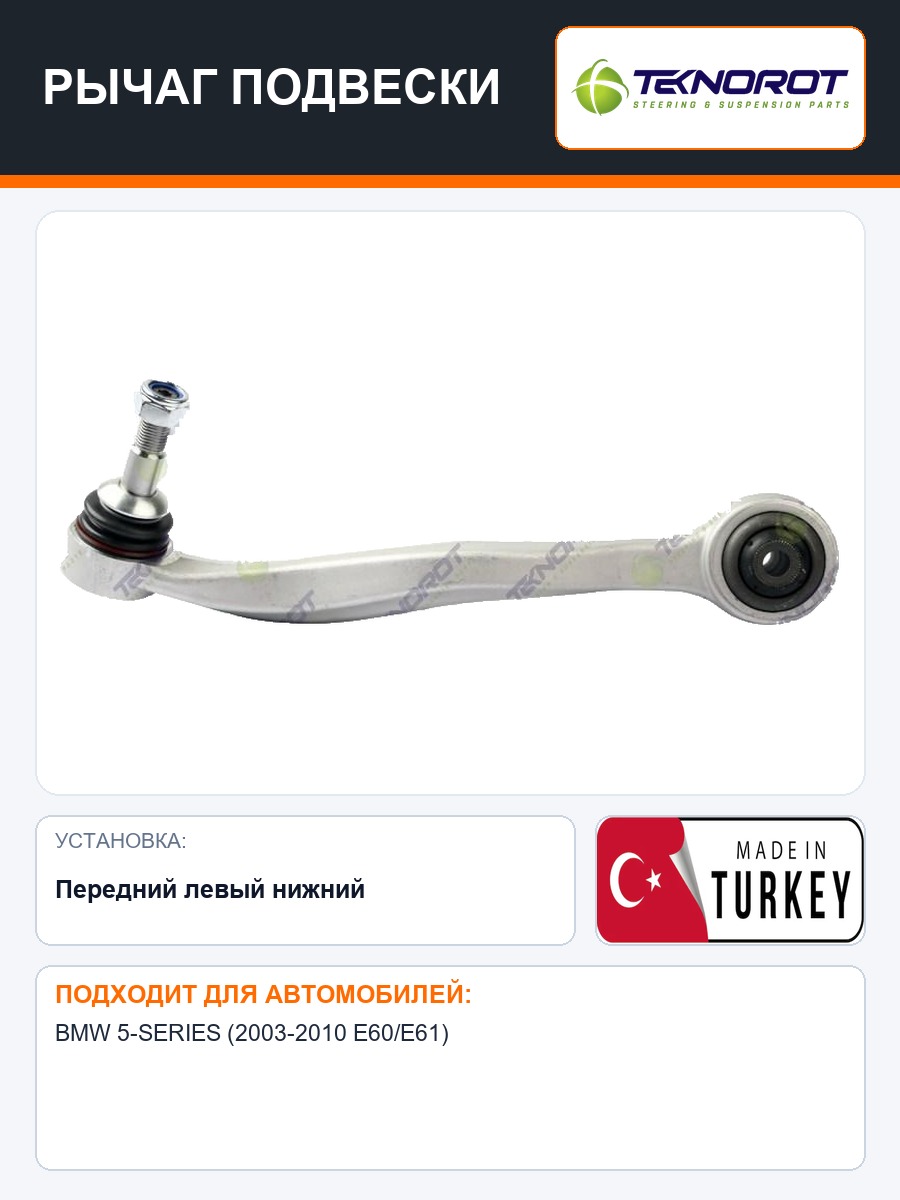 РЫЧАГ ПОДВЕСКИ
TEKNOROT
STEERING & SUSPENSION PARTS
TEKNOROT
УСТАНОВКА:
Передний левый нижний
MADE IN
TURKEY
ПОДХОДИТ ДЛЯ АВТОМОБИЛЕЙ:
BMW 5-SERIES (2003-2010 E60/E61)